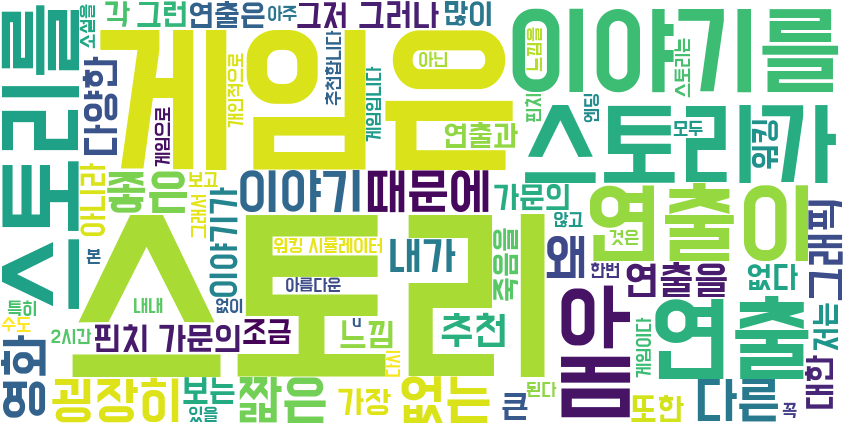 소설을
각 그런
연출은
아주
그저 그러나
많이
스토리를
다양한
게임은
게임으로
개인적으로
추천합니다
게임입니다
아닌
느낌을
이야기를
스토리는
핀치
엔딩
연출과
스토리가
모두
워킹
아니라
좋은
보고
그래서
이야기가
이야기
때문에
가문의
않고
연출이
것은
그래픽
본
스토리
워킹 시뮬레이터
내가
죽음을
왜
한번
연출을
없다
아름다운
특히
내내
없이
수도
2시간
핀치 가문의
조금
u
느낌
추천
와
봄
연출
게임이다
저는
영화
다시
굉장히
보는
있을
짧은
가장
없는
큰
된다
또한
다른
꼭
대한